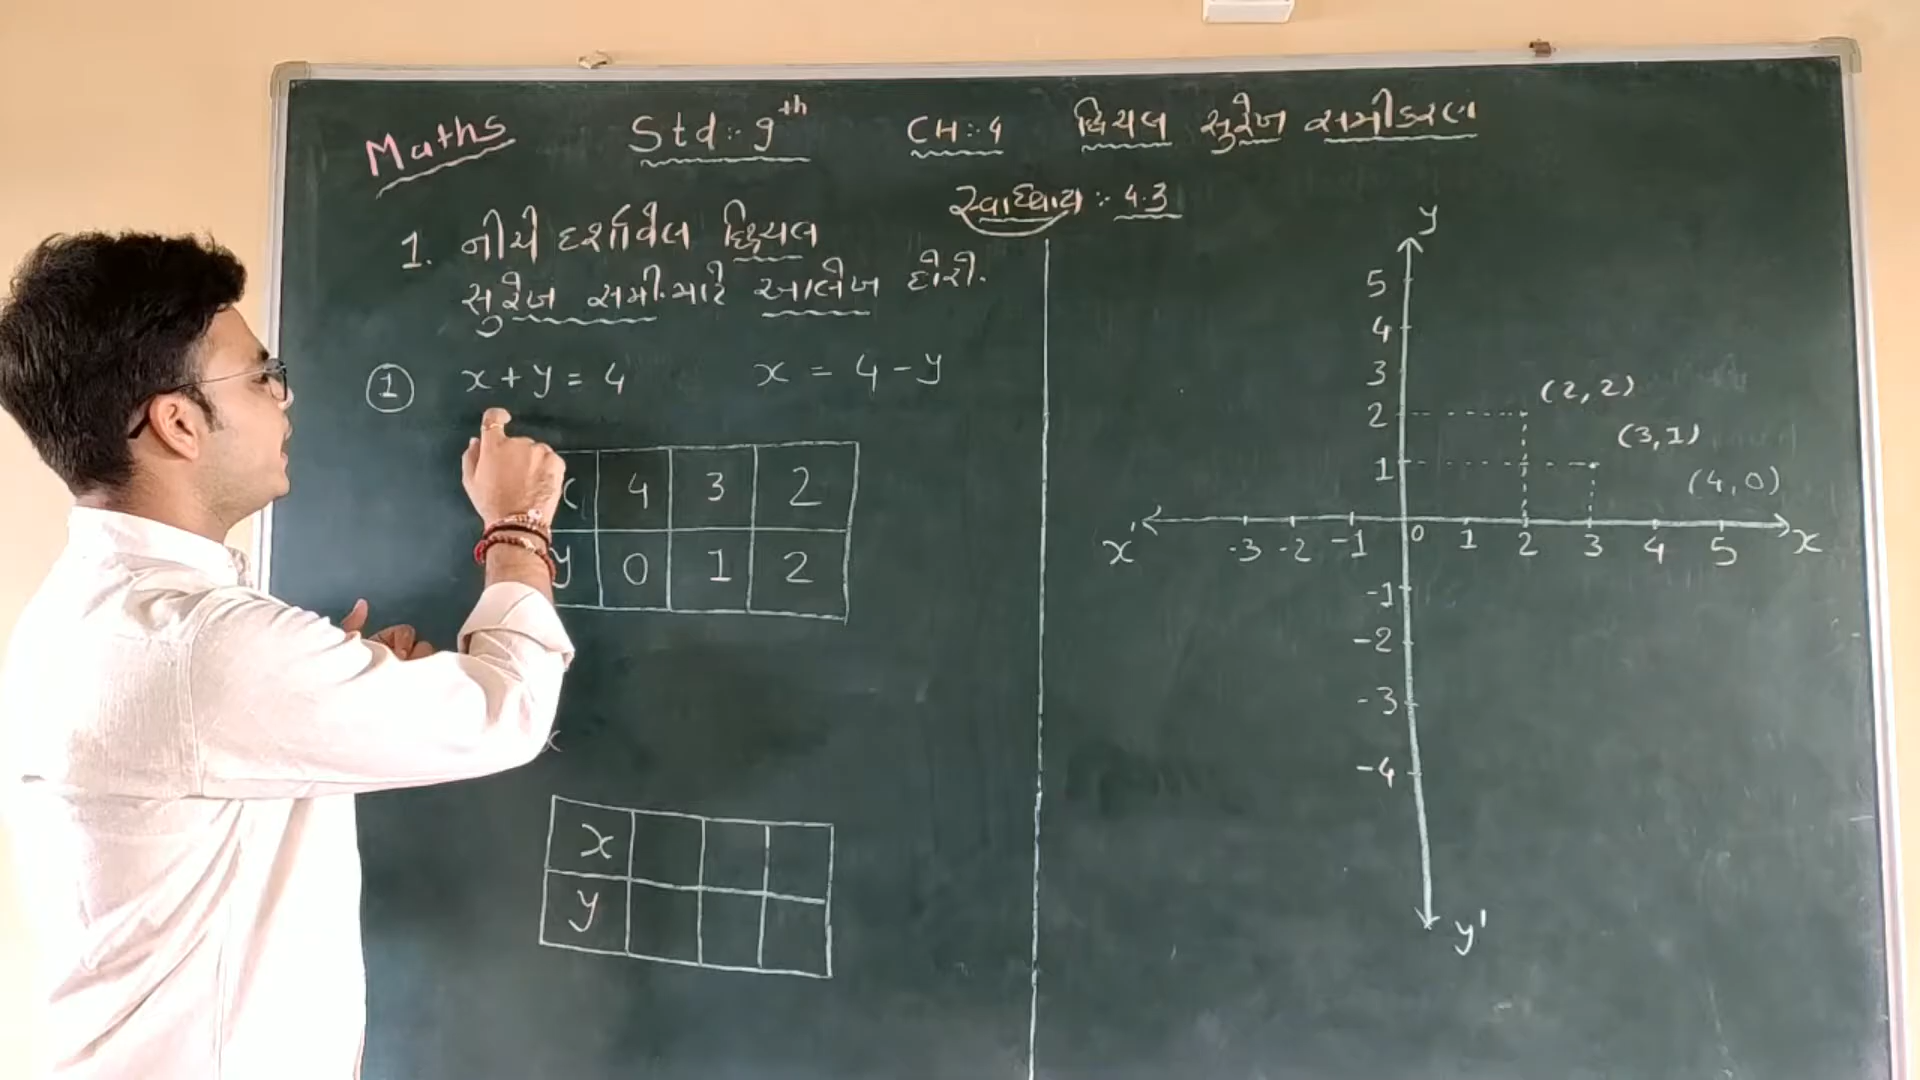 Maths Std :- 9th CH :- 4 દ્વિચલ સુરેખ સમીકરણ
સ્વાધ્યાય :- 4.3
1. નીચે દર્શાવેલ દ્વિચલ
સુરેખ સમી. માટે આલેખ દોરો.
1 x + y = 4 x = 4 - y
x 4 3 2
y 0 1 2
x
x
y
y
5
4
3
2
1
(2, 2)
(3, 1)
(4, 0)
x' -3 -2 -1 0 1 2 3 4 5 x
-1
-2
-3
-4
y'